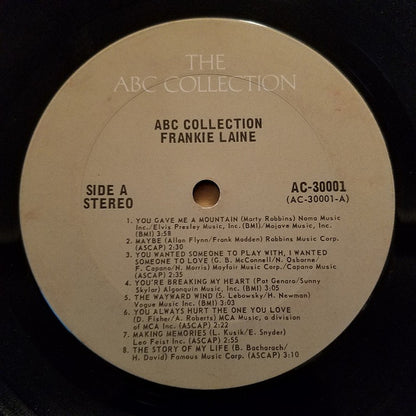 THE
ABC COLLECTION
ABC COLLECTION
FRANKIE LAINE
SIDE A
STEREO
AC-30001
(AC-30001-A)
1. YOU GAVE ME A MOUNTAIN (Marty Robbins) Noma Music
Inc./Elvis Presley Music, Inc. (BMI)/Mojave Music, Inc.
(BMI) 3:58
2. MAYBE (Allan Flynn/Frank Madden) Robbins Music Corp.
(ASCAP) 2:30
3. YOU WANTED SOMEONE TO PLAY WITH, I WANTED
SOMEONE TO LOVE (G. B. McConnell/N. Osborne/
F. Capano/N. Morris) Mayfair Music Corp./Capano Music
(ASCAP) 2:35
4. YOU'RE BREAKING MY HEART (Pat Genaro/Sunny
Skylar) Algonquin Music, Inc. (BMI) 3:05
5. THE WAYWARD WIND (S. Lebowsky/H. Newman)
Vogue Music Inc. (BMI) 3:03
6. YOU ALWAYS HURT THE ONE YOU LOVE
(D. Fisher/A. Roberts) MCA Music, a division
of MCA Inc. (ASCAP) 2:22
7. MAKING MEMORIES (L. Kusik/E. Snyder)
Leo Feist Inc. (ASCAP) 2:55
8. THE STORY OF MY LIFE (B. Bacharach/
H. David) Famous Music Corp. (ASCAP) 3:10